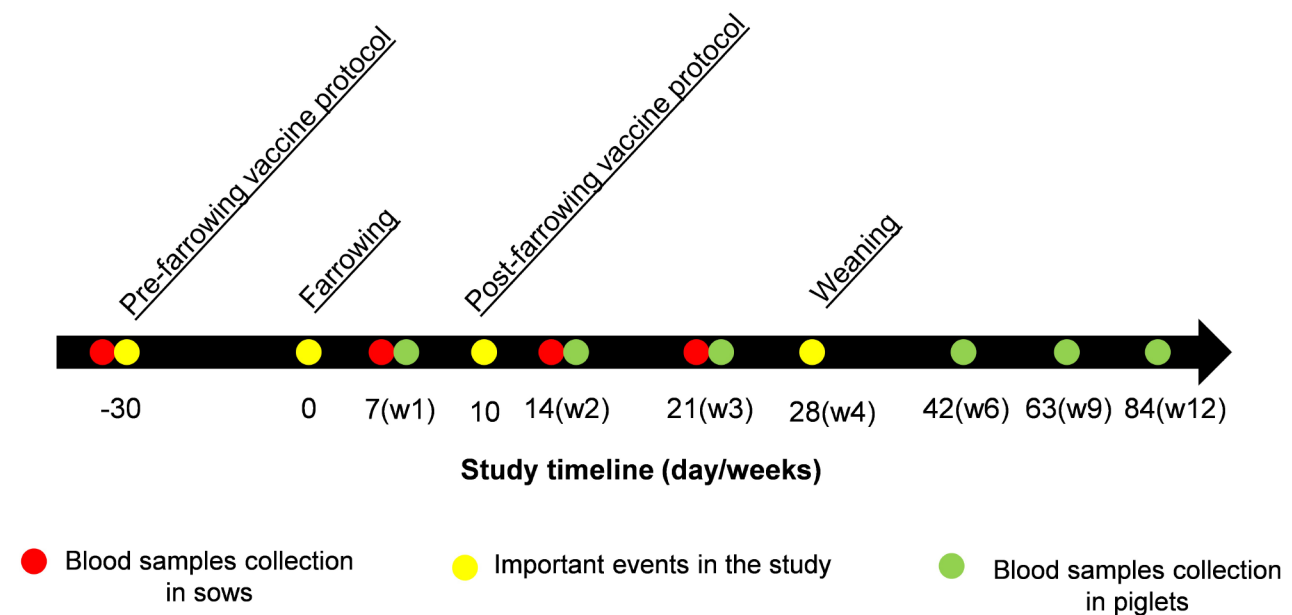 Pre-farrowing vaccine protocol
Farrowing
Post-farrowing vaccine protocol
Weaning
-30
0
7(w1)
10
14(w2)
21(w3)
28(w4)
42(w6)
63(w9)
84(w12)
Study timeline (day/weeks)
Blood samples collection
in sows
Important events in the study
Blood samples collection
in piglets